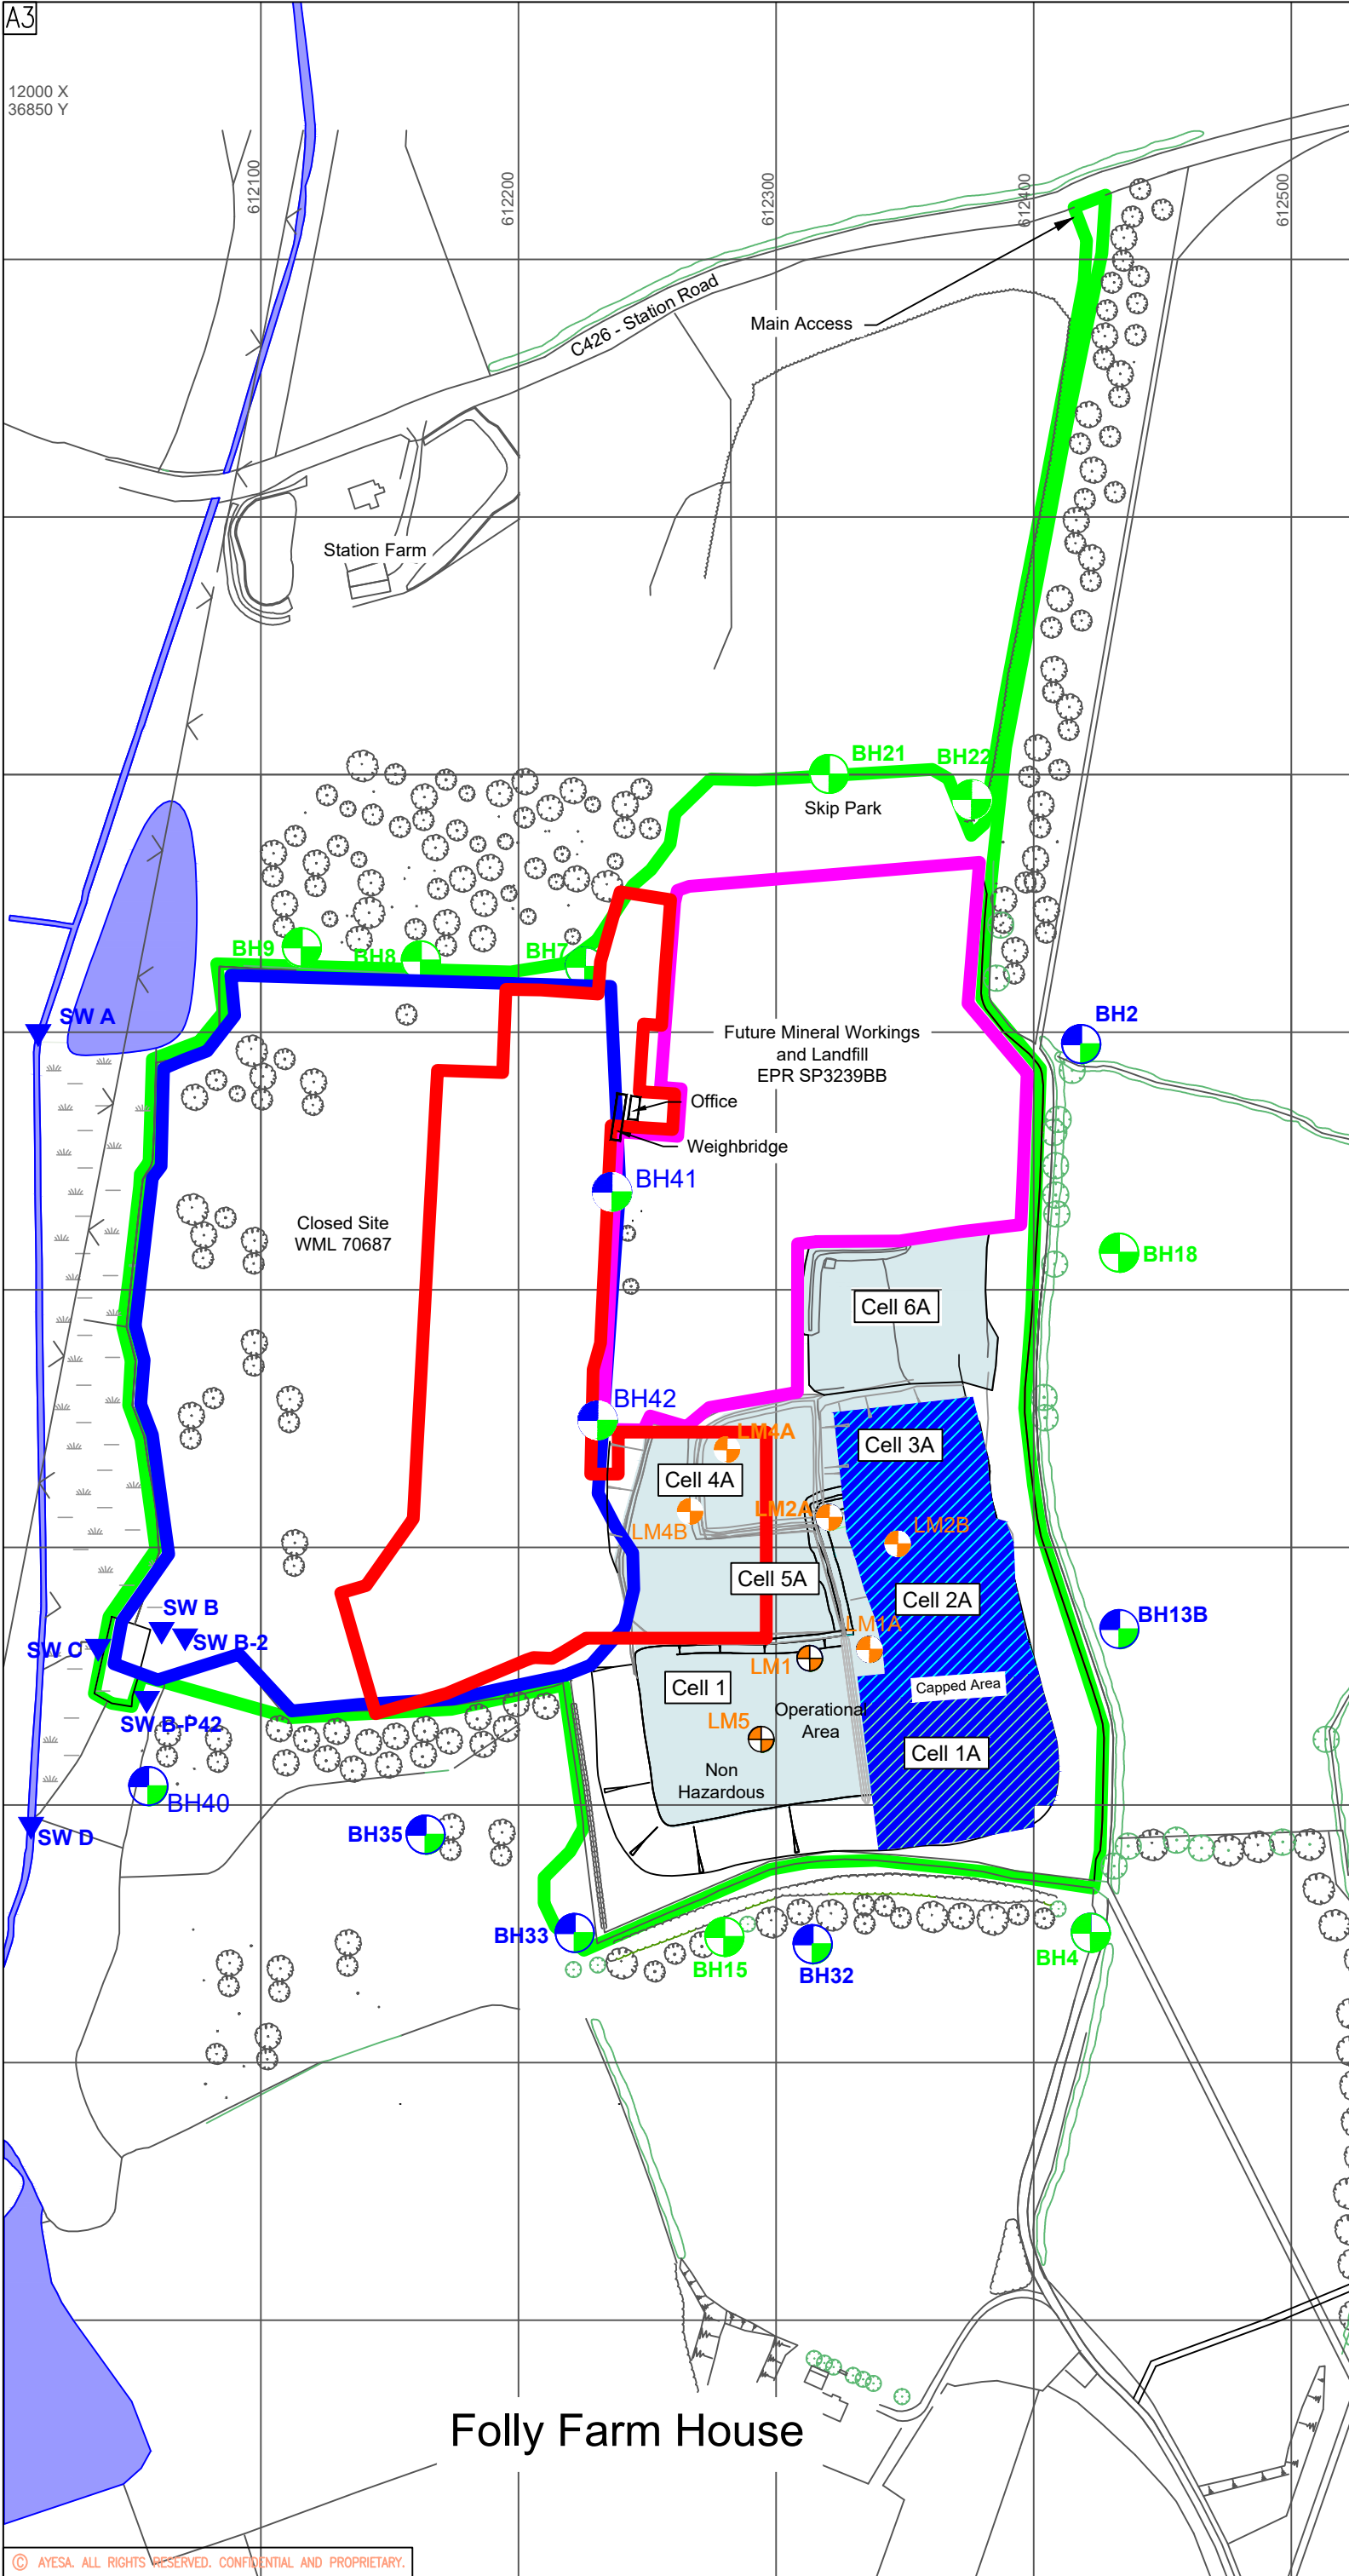 A3
12000 X
36850 Y
612100
612200
612300
612400
612500
C426 - Station Road
Main Access
Station Farm
BH21
BH22
Skip Park
BH9
BH8
BH7
SW A
BH2
Future Mineral Workings
and Landfill
EPR SP3239BB
Office
Weighbridge
BH41
Closed Site
WML 70687
BH18
Cell 6A
BH42
LM4A
Cell 3A
Cell 4A
LM2A
LM4B
LM2B
Cell 5A
Cell 2A
SW B
SW B-2
SW C
LM1A
BH13B
LM1
Cell 1
Capped Area
Operational
Area
LM5
SW B-P42
Cell 1A
Non
Hazardous
BH40
BH35
SW D
BH33
BH15
BH32
BH4
Folly Farm House
© AYESA. ALL RIGHTS RESERVED. CONFIDENTIAL AND PROPRIETARY.